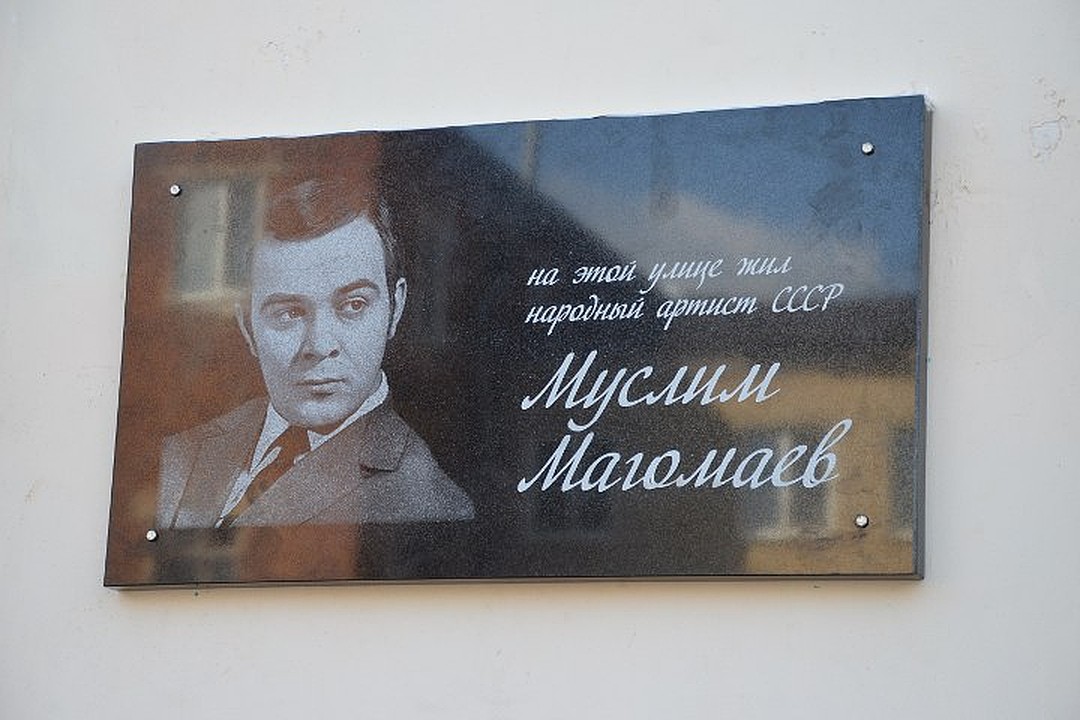 на этой улице жил
народный артист СССР
Муслим
Магомаев